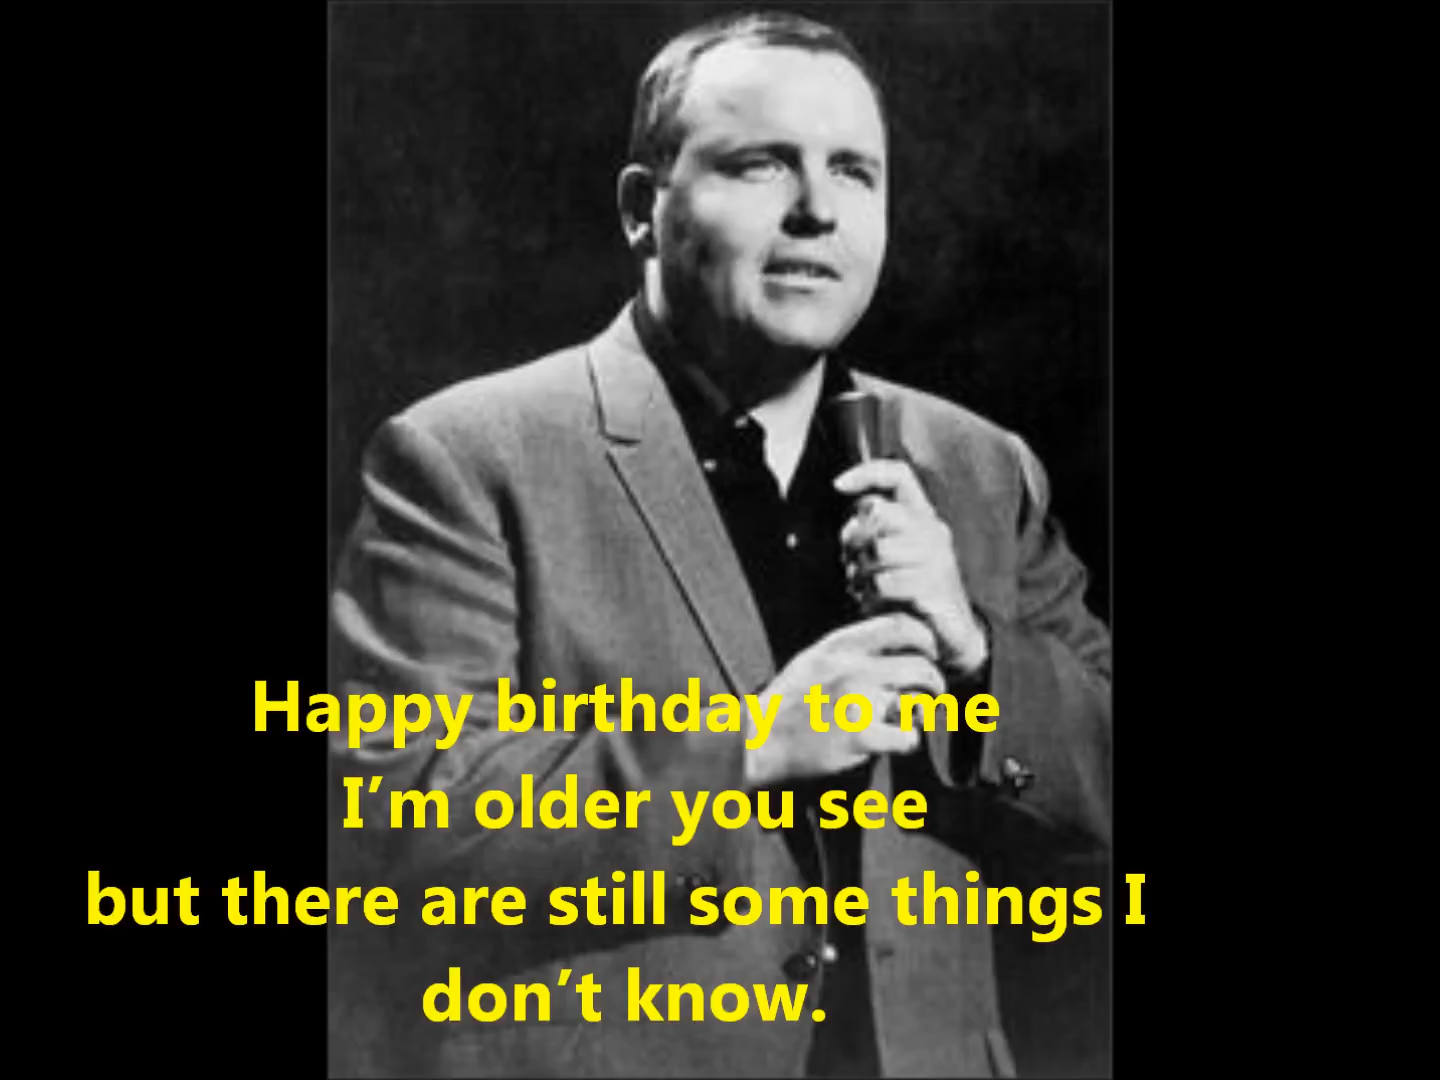 Happy birthday to me
I’m older you see
but there are still some things I
don’t know.